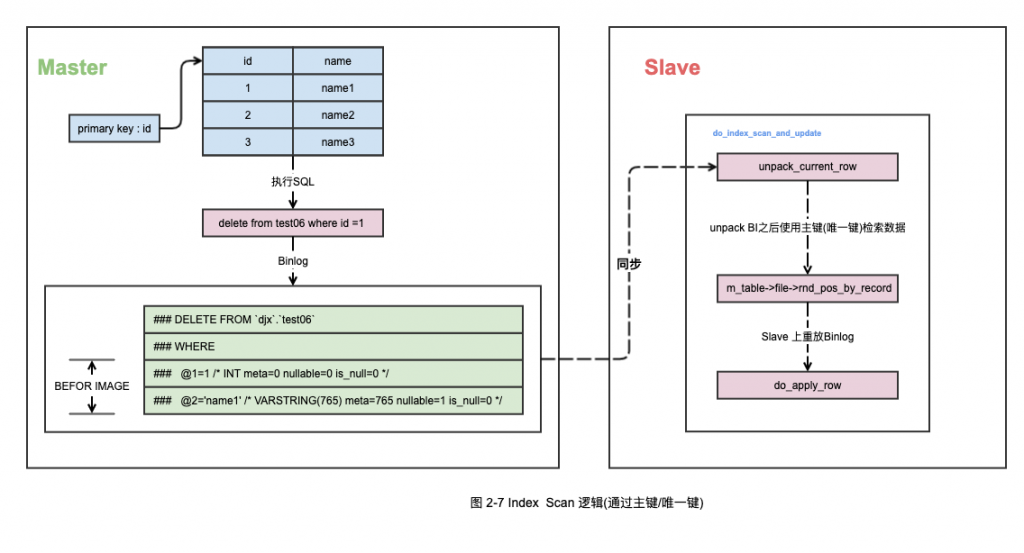 Master
id name
1 name1
2 name2
3 name3
primary key : id
执行SQL
delete from test06 where id =1
Binlog
### DELETE FROM `djx`.`test06`
### WHERE
### @1=1 /* INT meta=0 nullable=0 is_null=0 */
### @2='name1' /* VARSTRING(765) meta=765 nullable=1 is_null=0 */
BEFOR IMAGE
同步
Slave
do_index_scan_and_update
unpack_current_row
unpack BI之后使用主键(唯一键)检索数据
m_table->file->rnd_pos_by_record
Slave 上重放Binlog
do_apply_row
图 2-7 Index Scan 逻辑(通过主键/唯一键)